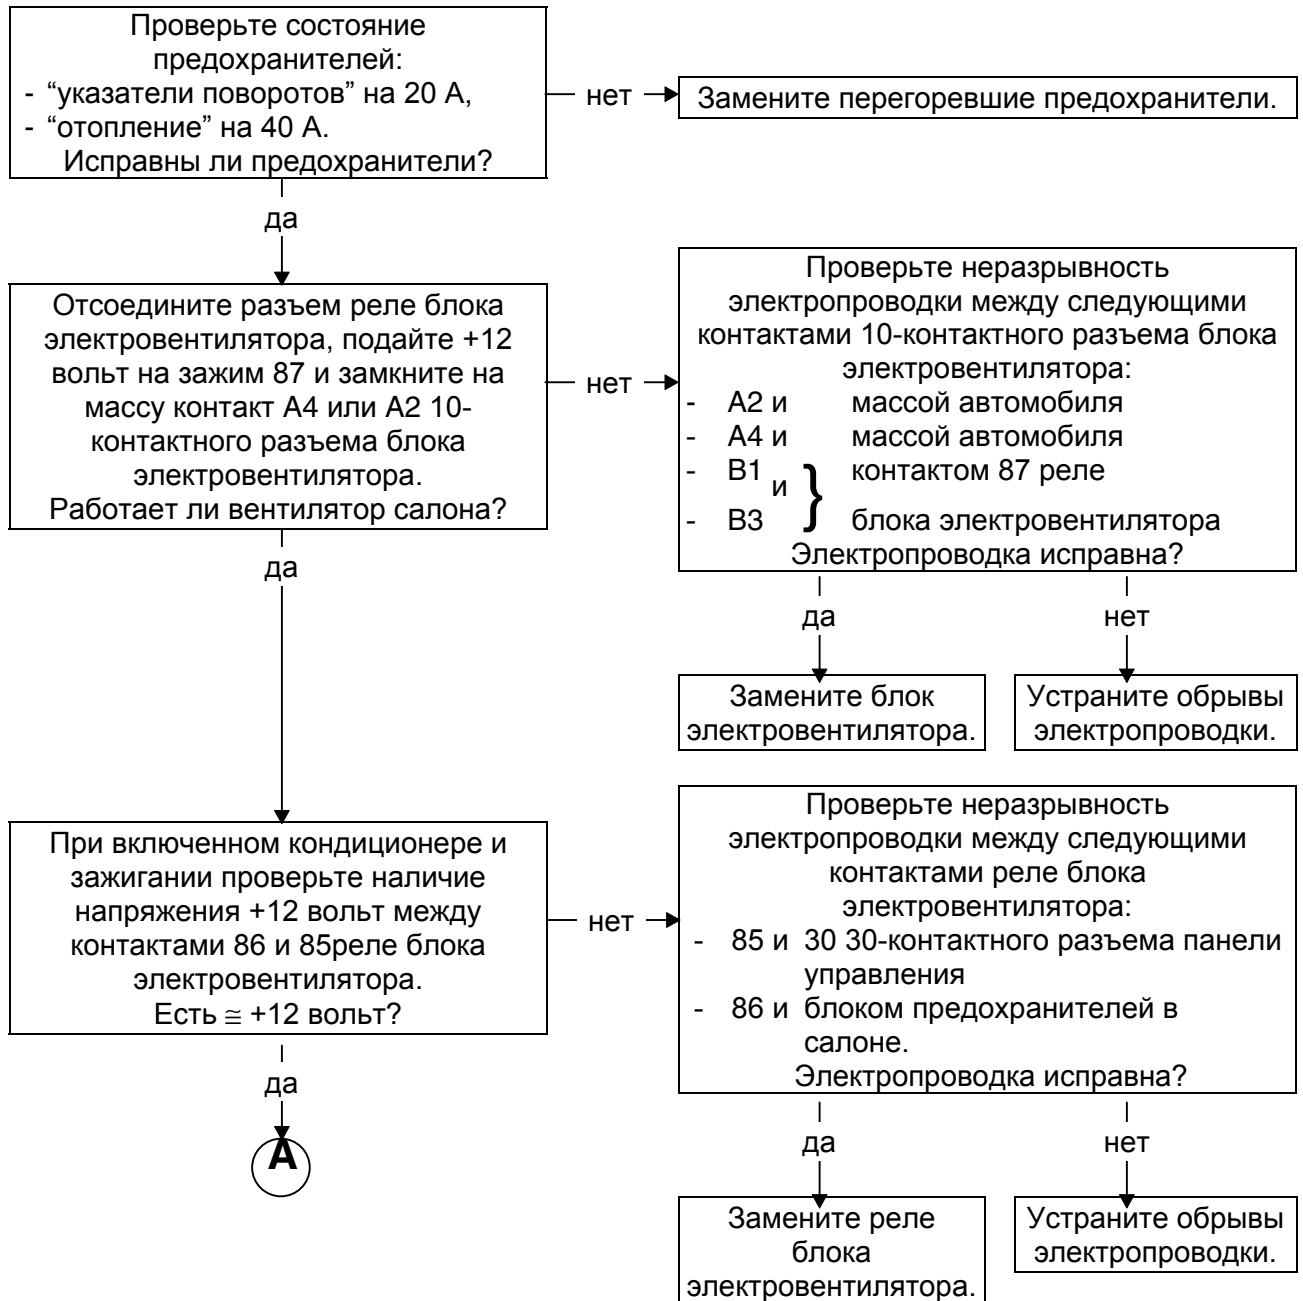 Проверьте состояние
предохранителей:
- “указатели поворотов” на 20 А,
- “отопление” на 40 А.
Исправны ли предохранители?
нет
Замените перегоревшие предохранители.
да
Отсоедините разъем реле блока
электровентилятора, подайте +12
вольт на зажим 87 и замкните на
массу контакт А4 или А2 10-
контактного разъема блока
электровентилятора.
Работает ли вентилятор салона?
нет
Проверьте неразрывность
электропроводки между следующими
контактами 10-контактного разъема блока
электровентилятора:
- А2 и массой автомобиля
- А4 и массой автомобиля
- В1 и } контактом 87 реле
- В3 блока электровентилятора
Электропроводка исправна?
да
да
нет
Замените блок
электровентилятора.
Устраните обрывы
электропроводки.
При включенном кондиционере и
зажигании проверьте наличие
напряжения +12 вольт между
контактами 86 и 85реле блока
электровентилятора.
Есть ≅ +12 вольт?
нет
Проверьте неразрывность
электропроводки между следующими
контактами реле блока
электровентилятора:
- 85 и 30 30-контактного разъема панели
управления
- 86 и блоком предохранителей в
салоне.
Электропроводка исправна?
да
А
да
нет
Замените реле
блока
электровентилятора.
Устраните обрывы
электропроводки.